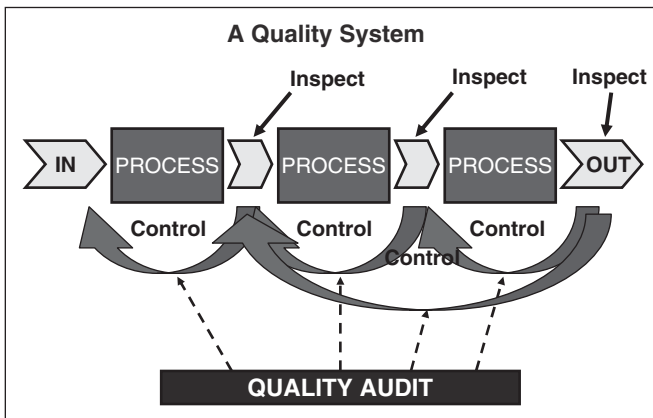 A Quality System
Inspect
Inspect
Inspect
IN
PROCESS
PROCESS
PROCESS
OUT
Control
Control
Control
Control
QUALITY AUDIT